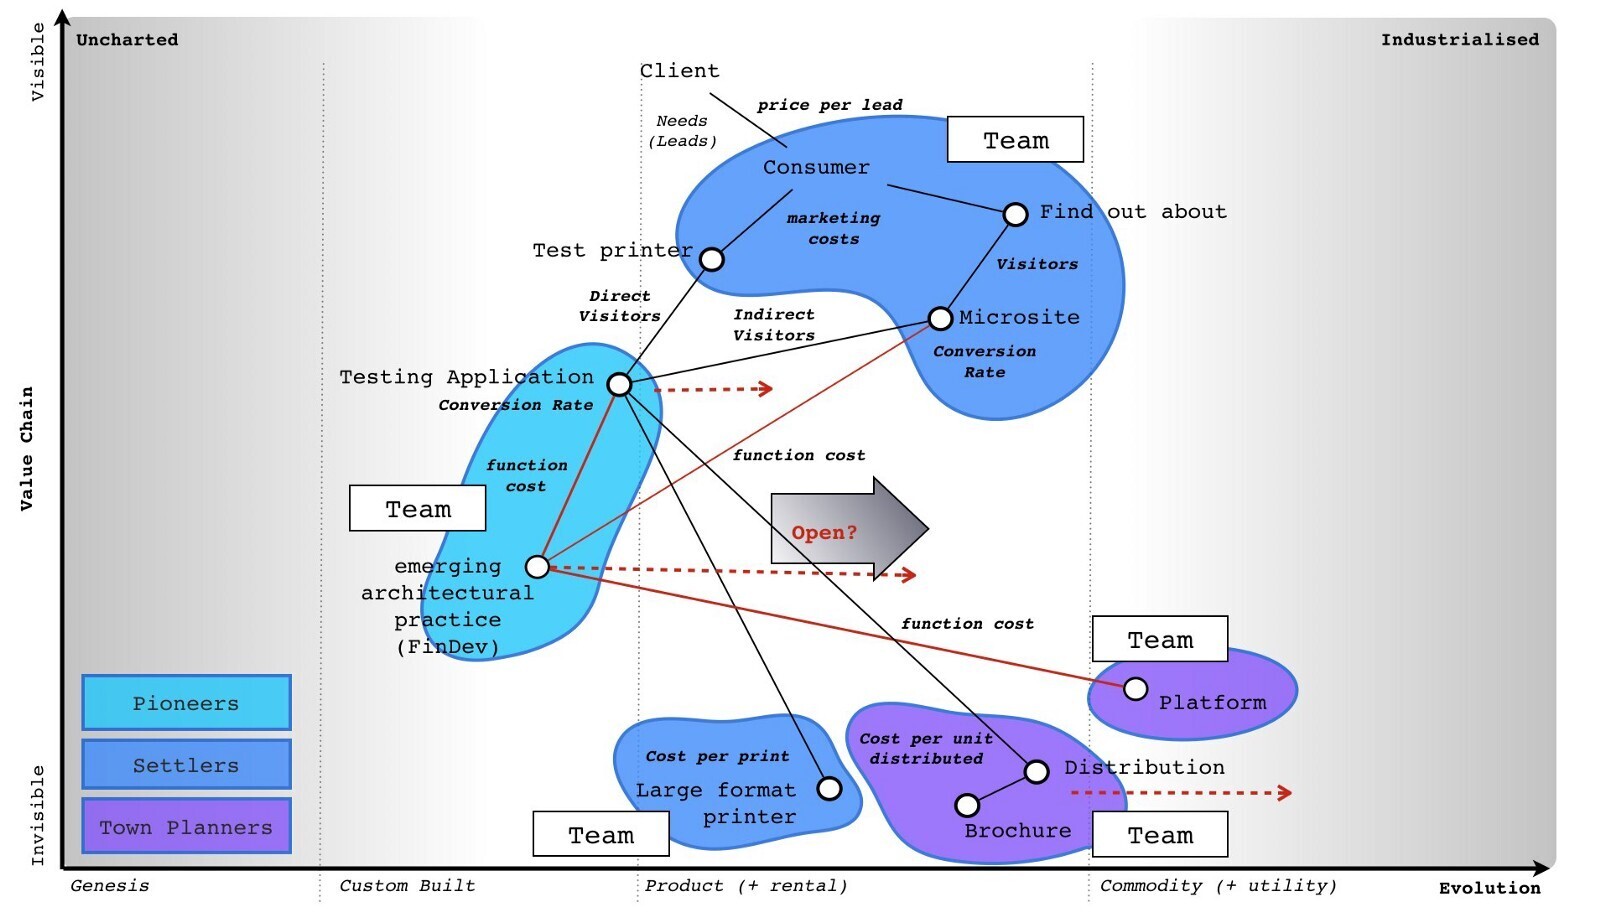 Uncharted
Industrialised
Visible
Client
price per lead
Needs
(Leads)
Team
Consumer
Find out about
marketing
costs
Test printer
Visitors
Direct
Visitors
Indirect
Visitors
Microsite
Conversion
Rate
Testing Application
Conversion Rate
Value Chain
function
cost
function cost
Team
Open?
emerging
architectural
practice
(FinDev)
function cost
Team
Platform
Pioneers
Settlers
Town Planners
Cost per print
Large format
printer
Team
Cost per unit
distributed
Distribution
Brochure
Team
Invisible
Genesis
Custom Built
Product (+ rental)
Commodity (+ utility)
Evolution